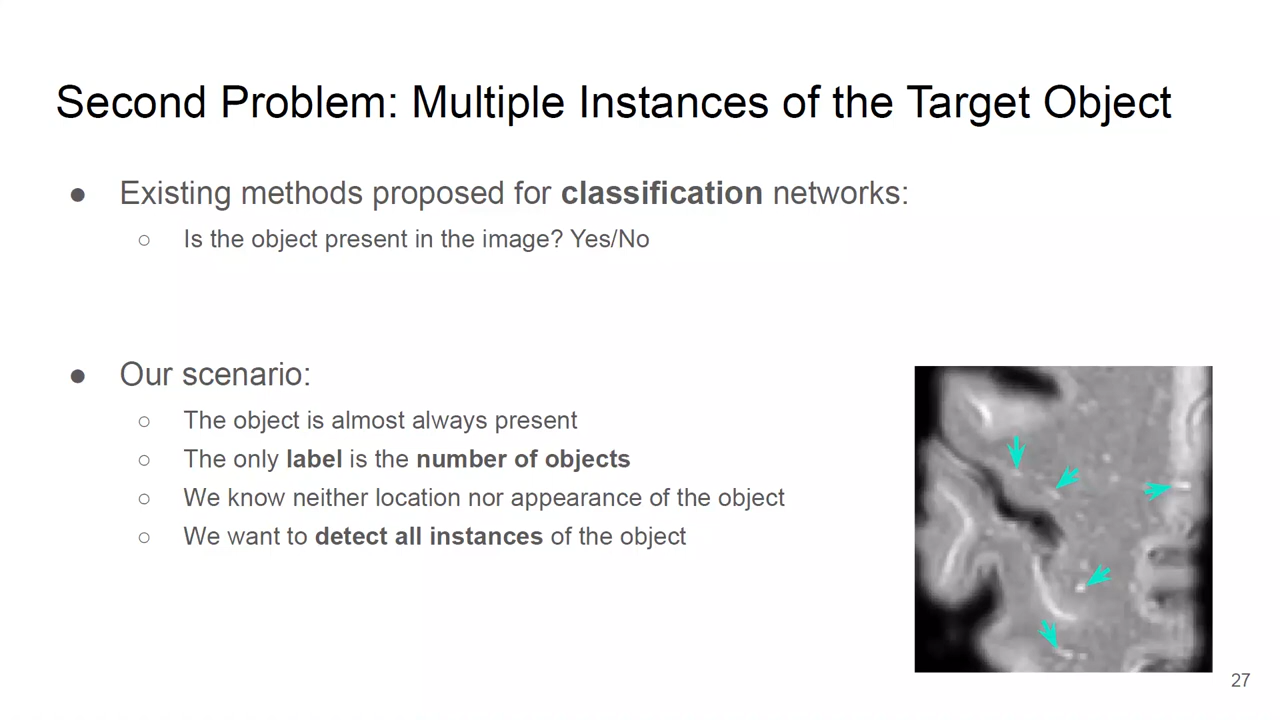 Second Problem: Multiple Instances of the Target Object
● Existing methods proposed for classification networks:
○ Is the object present in the image? Yes/No
● Our scenario:
○ The object is almost always present
○ The only label is the number of objects
○ We know neither location nor appearance of the object
○ We want to detect all instances of the object
27